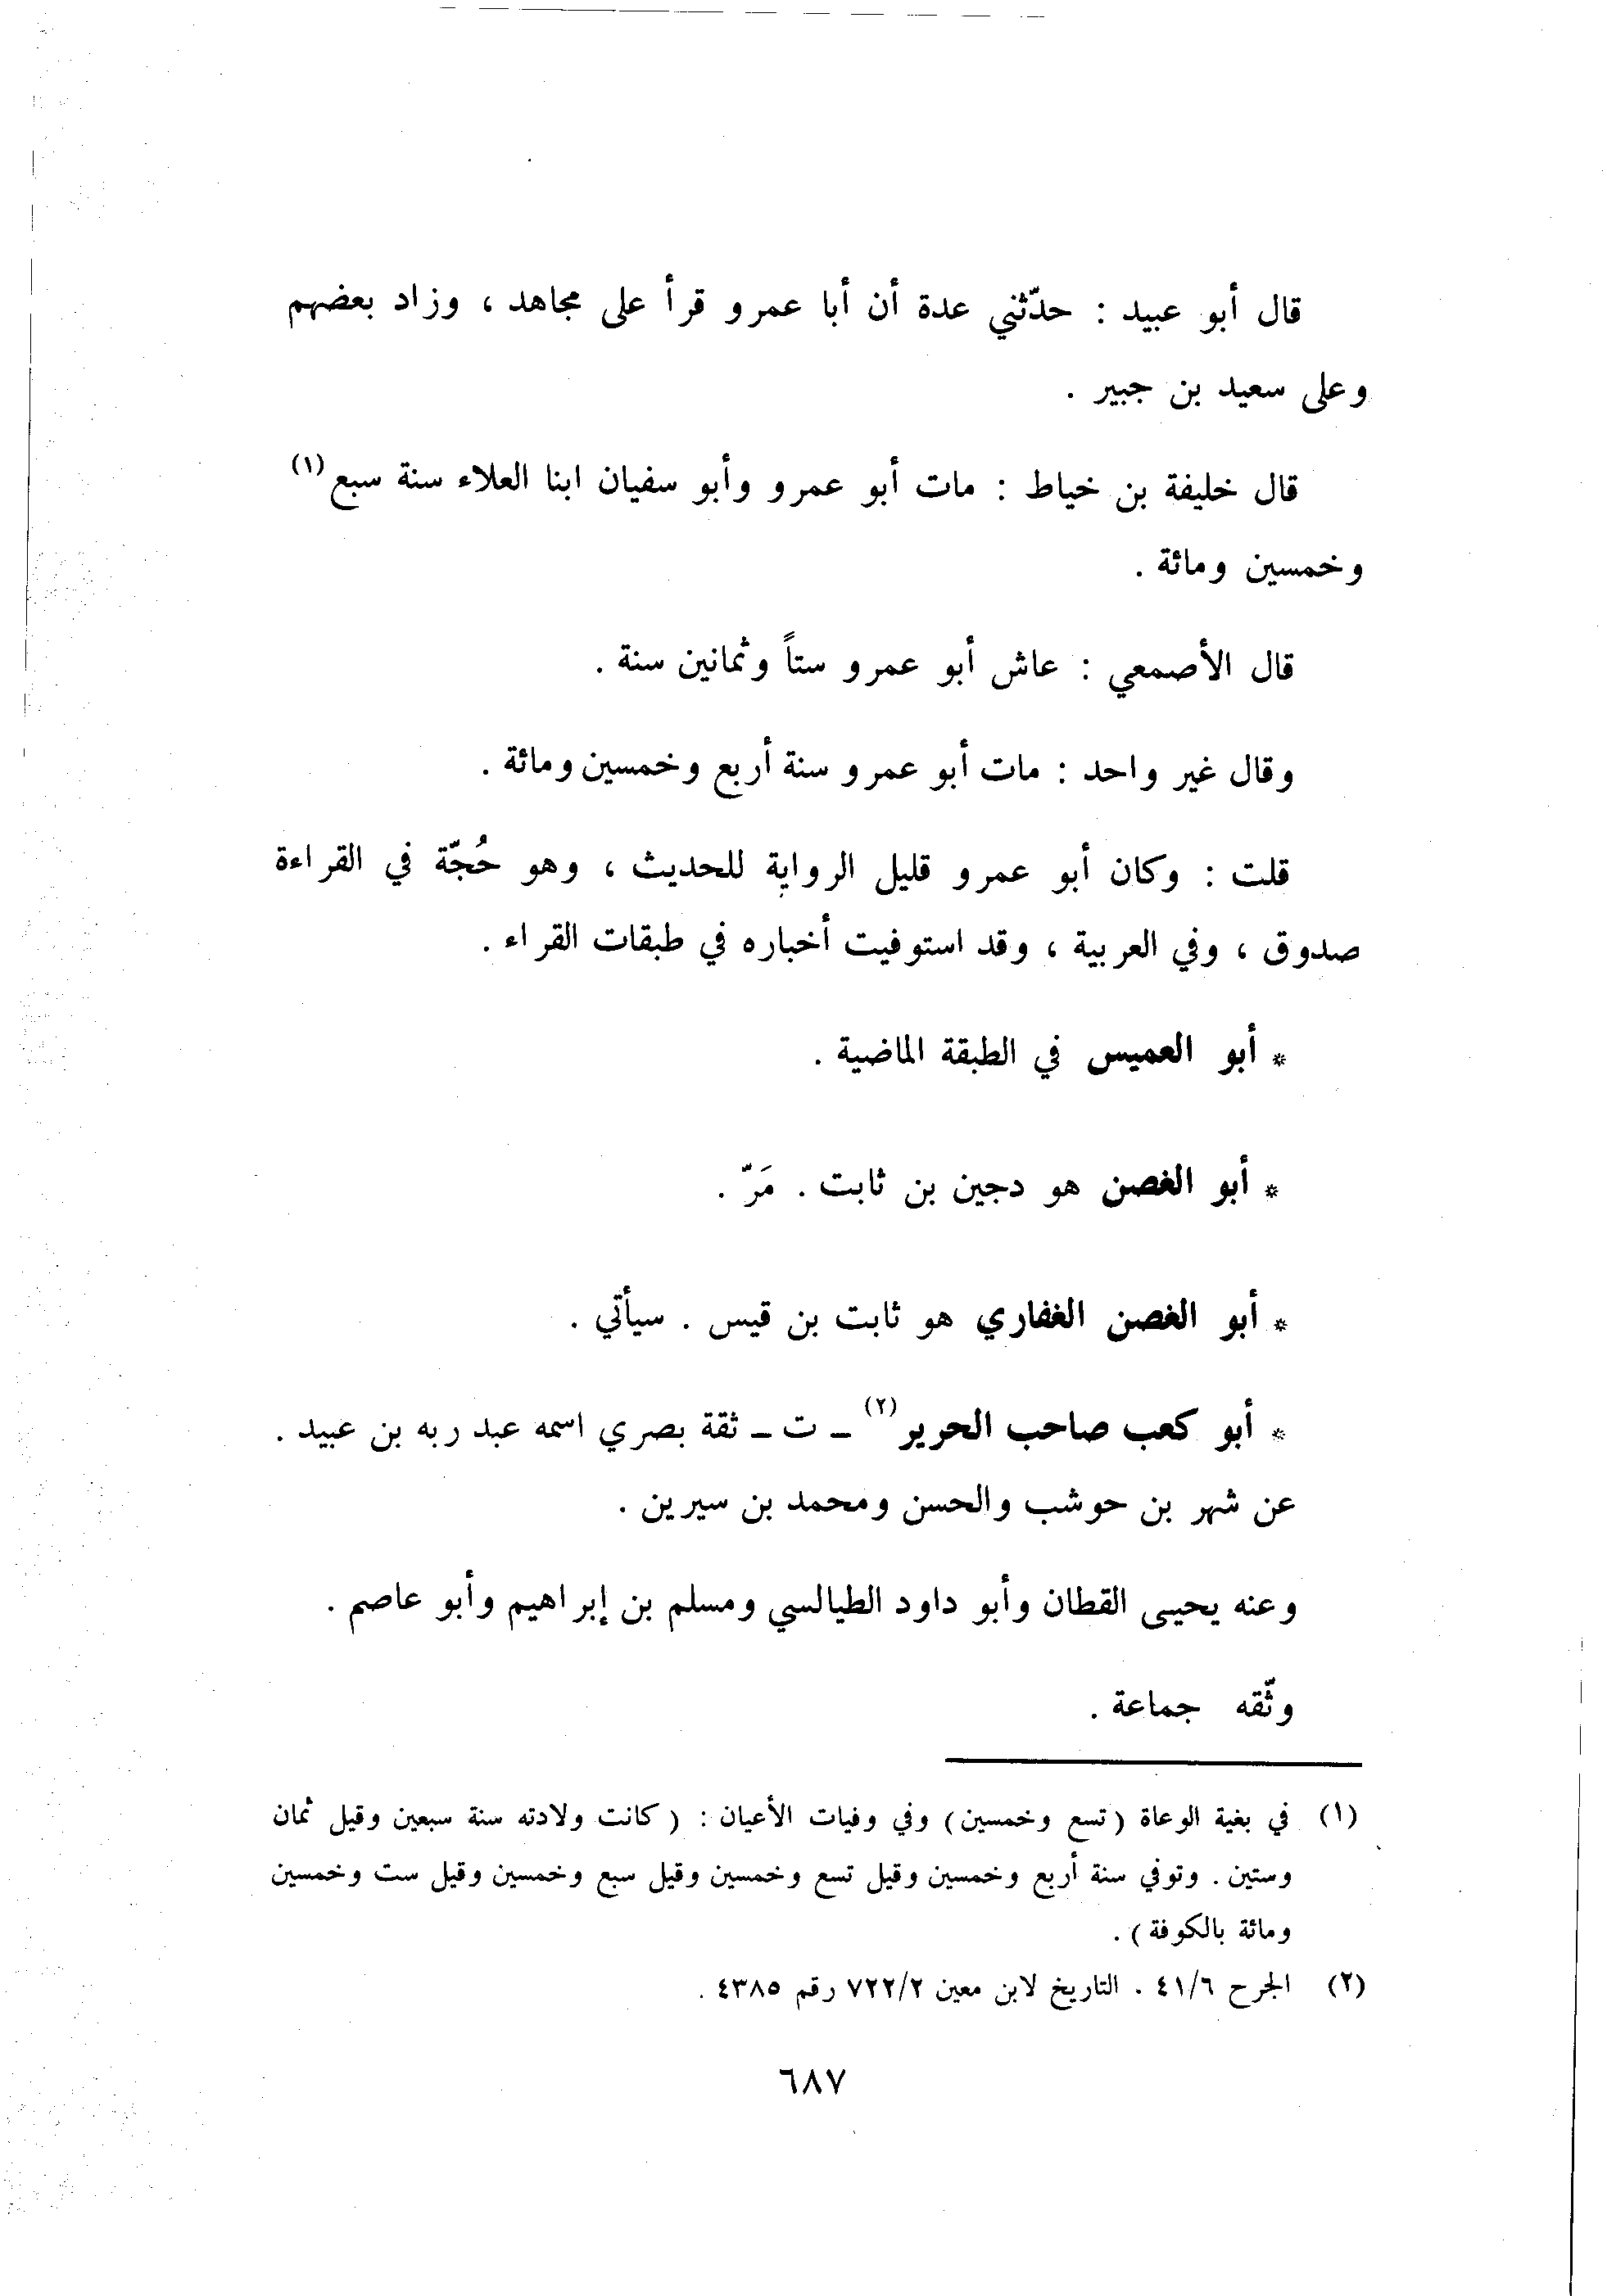 قال أبو عبيد : حدّثني عدة أن أبا عمرو قرأ على مجاهد ، وزاد بعضهم
وعلى سعيد بن جبير .
قال خليفة بن خياط : مات أبو عمرو وأبو سفيان ابنا العلاء سنة سبع(١)
وخمسين ومائة .
قال الأصمعي : عاش أبو عمرو ستاً وثمانين سنة .
وقال غير واحد : مات أبو عمرو سنة أربع وخمسين ومائة .
قلت : وكان أبو عمرو قليل الرواية للحديث ، وهو حُجّة في القراءة
صدوق ، وفي العربية ، وقد استوفيت أخباره في طبقات القراء .
* أبو العميس في الطبقة الماضية .
* أبو الغصن هو دجين بن ثابت . مَرّ .
* أبو الغصن الغفاري هو ثابت بن قيس . سيأتي .
* أبو كعب صاحب الحرير(٢) ـ ت ـ ثقة بصري اسمه عبد ربه بن عبيد .
عن شهر بن حوشب والحسن ومحمد بن سيرين .
وعنه يحيى القطان وأبو داود الطيالسي ومسلم بن إبراهيم وأبو عاصم .
وثّقه جماعة .
(١) في بغية الوعاة (تسع وخمسين) وفي وفيات الأعيان : ( كانت ولادته سنة سبعين وقيل ثمان
وستين . وتوفي سنة أربع وخمسين وقيل تسع وخمسين وقيل سبع وخمسين وقيل ست وخمسين
ومائة بالكوفة ) .
(٢) الجرح ٤١/٦ . التاريخ لابن معين ٧٢٢/٢ رقم ٤٣٨٥ .
٦٨٧